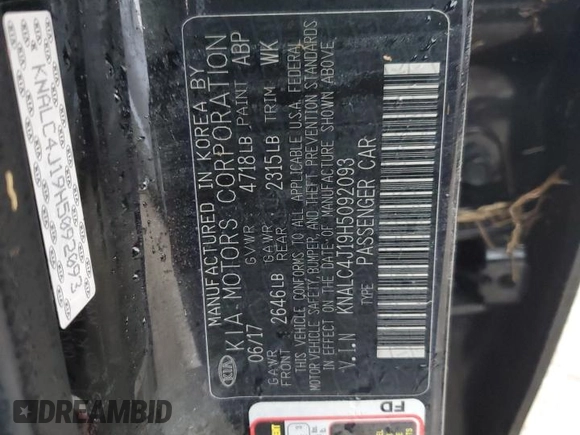 KNALC4J19H5092093
MANUFACTURED IN KOREA BY
KIA MOTORS CORPORATION
KIA
06/17 GVWR 4718LB PAINT ABP
GAWR FRONT 2646LB GAWR REAR 2315LB TRIM WK
THIS VEHICLE CONFORMS TO ALL APPLICABLE U.S.A. FEDERAL
MOTOR VEHICLE SAFETY, BUMPER, AND THEFT PREVENTION STANDARDS
IN EFFECT ON THE DATE OF MANUFACTURE SHOWN ABOVE
V.I.N KNALC4J19H5092093
TYPE PASSENGER CAR
FD
DREAMBID